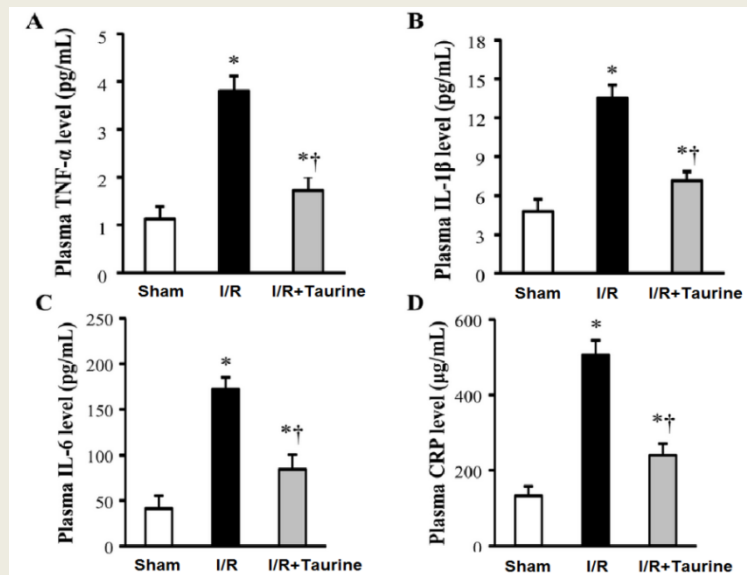 A
Plasma TNF-α level (pg/mL)
5
4
3
2
1
0
*
*†
Sham I/R I/R+Taurine
B
Plasma IL-1β level (pg/mL)
18
15
12
9
6
3
0
*
*†
Sham I/R I/R+Taurine
C
Plasma IL-6 level (pg/mL)
250
200
150
100
50
0
*
*†
Sham I/R I/R+Taurine
D
Plasma CRP level (μg/mL)
600
400
200
0
*
*†
Sham I/R I/R+Taurine